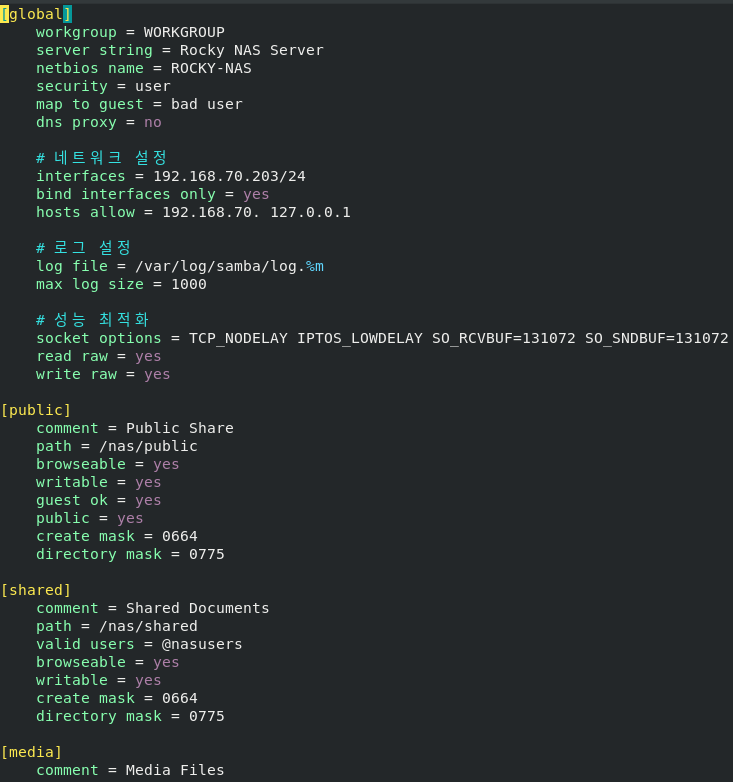 [global]
workgroup = WORKGROUP
server string = Rocky NAS Server
netbios name = ROCKY-NAS
security = user
map to guest = bad user
dns proxy = no
# 네트워크 설정
interfaces = 192.168.70.203/24
bind interfaces only = yes
hosts allow = 192.168.70. 127.0.0.1
# 로그 설정
log file = /var/log/samba/log.%m
max log size = 1000
# 성능 최적화
socket options = TCP_NODELAY IPTOS_LOWDELAY SO_RCVBUF=131072 SO_SNDBUF=131072
read raw = yes
write raw = yes
[public]
comment = Public Share
path = /nas/public
browseable = yes
writable = yes
guest ok = yes
public = yes
create mask = 0664
directory mask = 0775
[shared]
comment = Shared Documents
path = /nas/shared
valid users = @nasusers
browseable = yes
writable = yes
create mask = 0664
directory mask = 0775
[media]
comment = Media Files